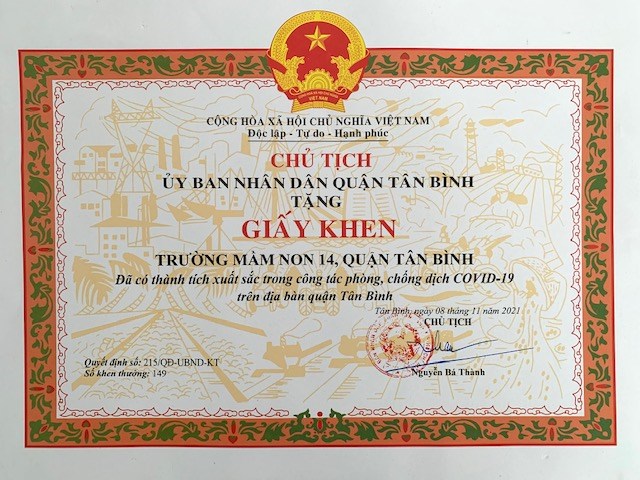 VIỆT NAM
CỘNG HÒA XÃ HỘI CHỦ NGHĨA VIỆT NAM
Độc lập - Tự do - Hạnh phúc
CHỦ TỊCH
ỦY BAN NHÂN DÂN QUẬN TÂN BÌNH
TẶNG
GIẤY KHEN
TRƯỜNG MẦM NON 14, QUẬN TÂN BÌNH
Đã có thành tích xuất sắc trong công tác phòng, chống dịch COVID-19
trên địa bàn quận Tân Bình
Tân Bình, ngày 08 tháng 11 năm 2021
CHỦ TỊCH
Quyết định số: 215/QĐ-UBND-KT
Số khen thưởng: 149
Nguyễn Bá Thành